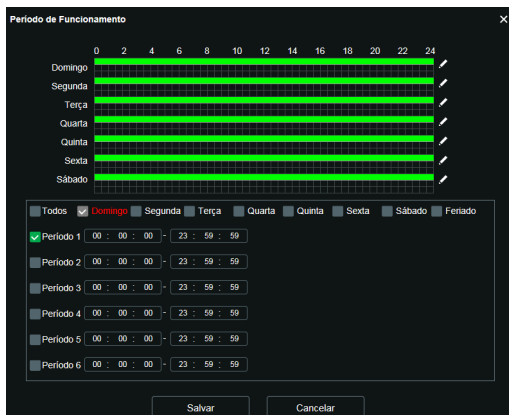 Período de Funcionamento ×
0 2 4 6 8 10 12 14 16 18 20 22 24
Domingo
Segunda
Terça
Quarta
Quinta
Sexta
Sábado
Todos Domingo Segunda Terça Quarta Quinta Sexta Sábado Feriado
Período 1 00 : 00 : 00 - 23 : 59 : 59
Período 2 00 : 00 : 00 - 23 : 59 : 59
Período 3 00 : 00 : 00 - 23 : 59 : 59
Período 4 00 : 00 : 00 - 23 : 59 : 59
Período 5 00 : 00 : 00 - 23 : 59 : 59
Período 6 00 : 00 : 00 - 23 : 59 : 59
Salvar Cancelar